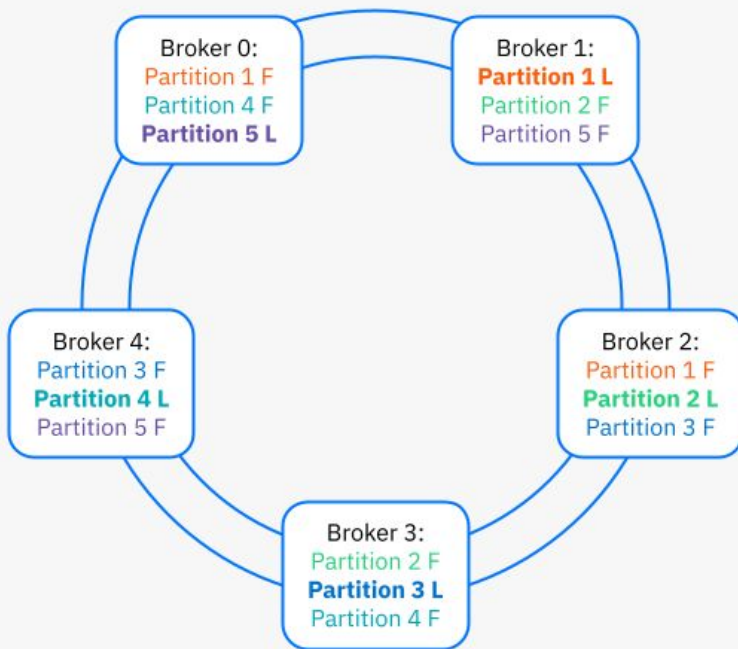 Broker 0:
Partition 1 F
Partition 4 F
Partition 5 L
Broker 1:
Partition 1 L
Partition 2 F
Partition 5 F
Broker 4:
Partition 3 F
Partition 4 L
Partition 5 F
Broker 2:
Partition 1 F
Partition 2 L
Partition 3 F
Broker 3:
Partition 2 F
Partition 3 L
Partition 4 F